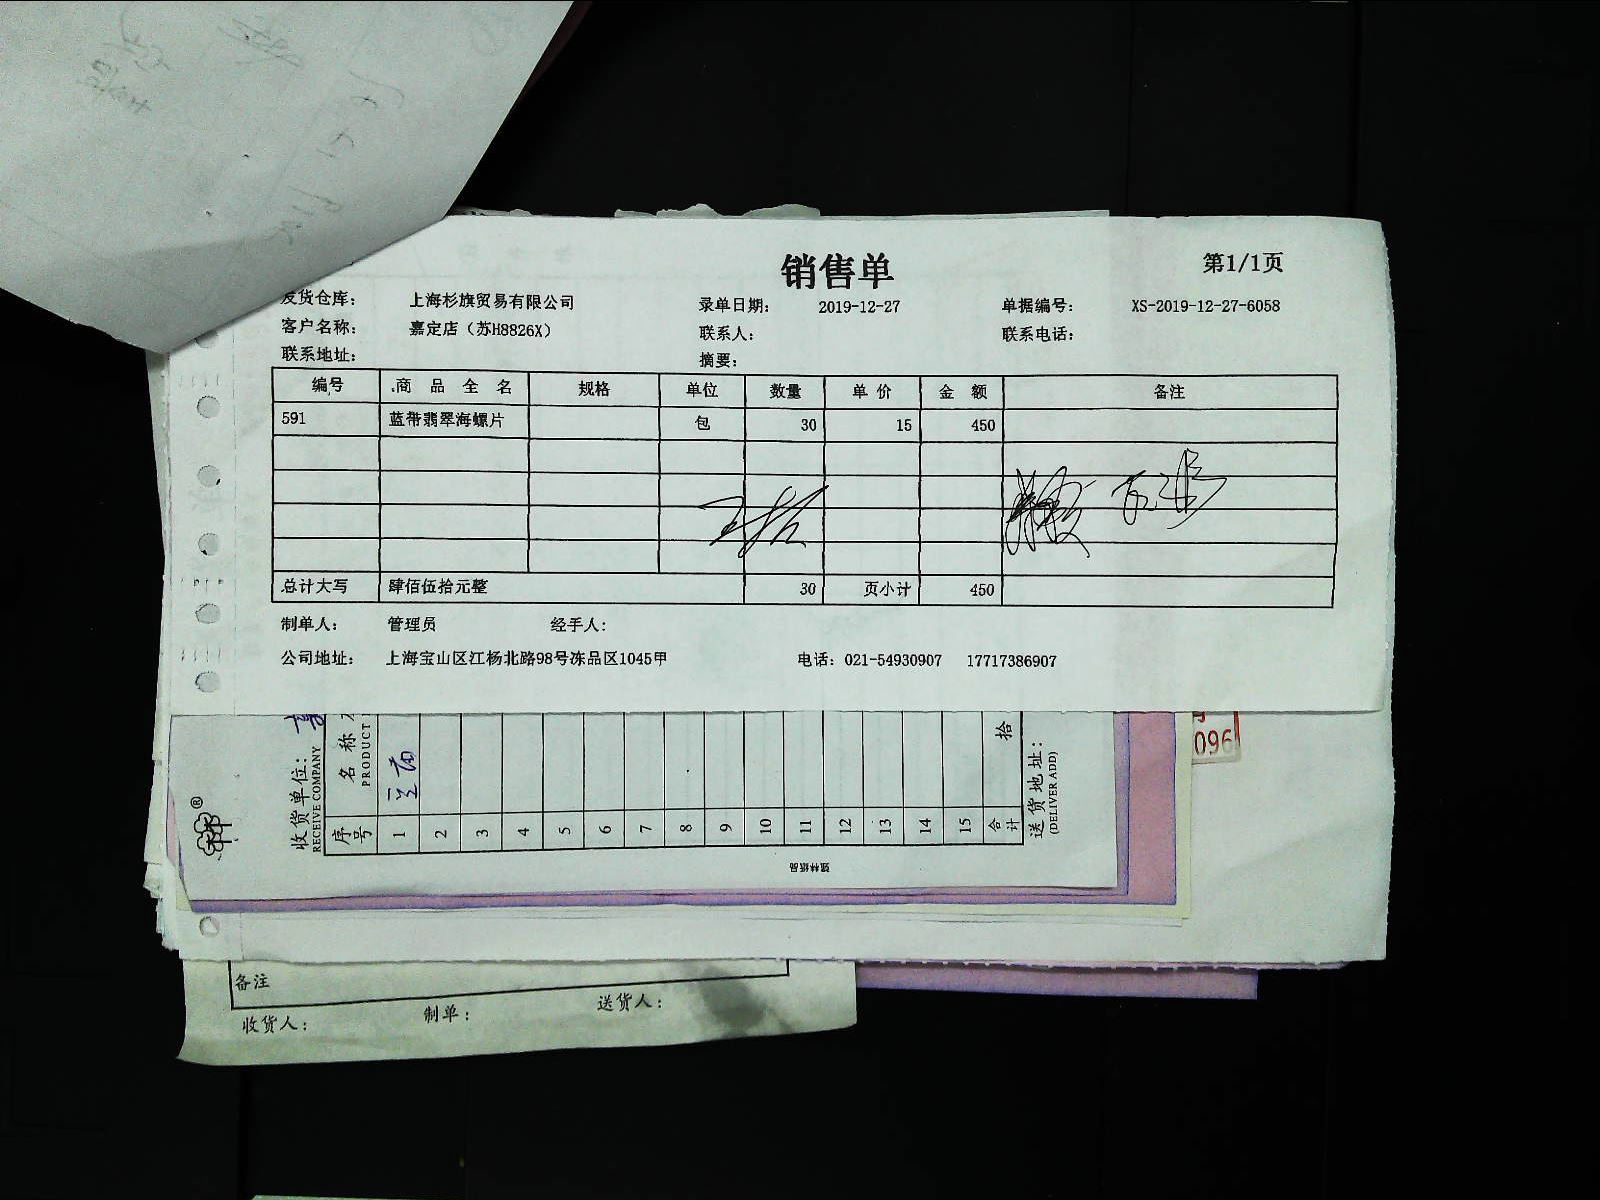 销售单
第1/1页
发货仓库: 上海杉旗贸易有限公司 录单日期: 2019-12-27 单据编号: XS-2019-12-27-6058
客户名称: 嘉定店（苏H8826X） 联系人: 联系电话:
联系地址: 摘要:
编号 商品全名 规格 单位 数量 单价 金额 备注
591 蓝带翡翠海螺片 包 30 15 450
总计大写 肆佰伍拾元整 30 页小计 450
制单人: 管理员 经手人:
公司地址: 上海宝山区江杨北路98号冻品区1045甲 电话: 021-54930907 17717386907
096
收货单位:
RECEIVE COMPANY
序号 名称
PRODUCT
1
2
3
4
5
6
7
8
9
10
11
12
13
14
15
合计 拾
送货地址:
(DELIVER ADD)
备注
收货人: 制单: 送货人: